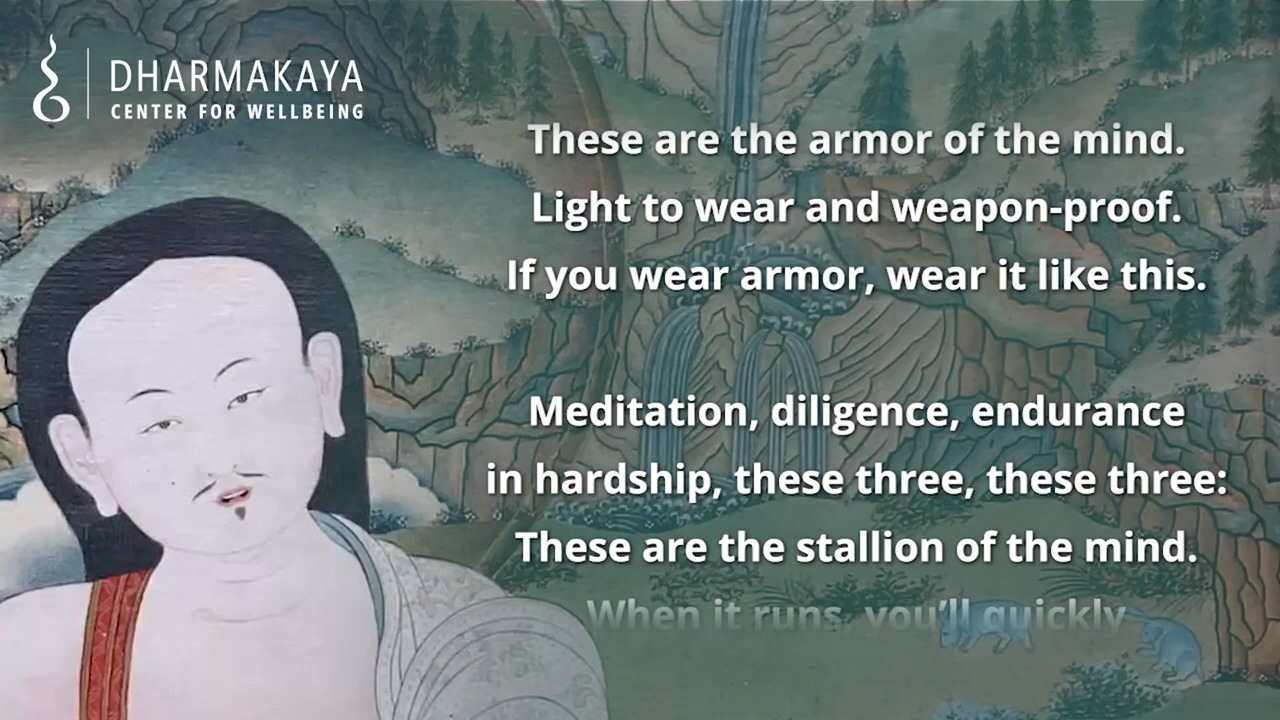 DHARMAKAYA
CENTER FOR WELLBEING
These are the armor of the mind.
Light to wear and weapon-proof.
If you wear armor, wear it like this.
Meditation, diligence, endurance
in hardship, these three, these three:
These are the stallion of the mind.
When it runs, you’ll quickly